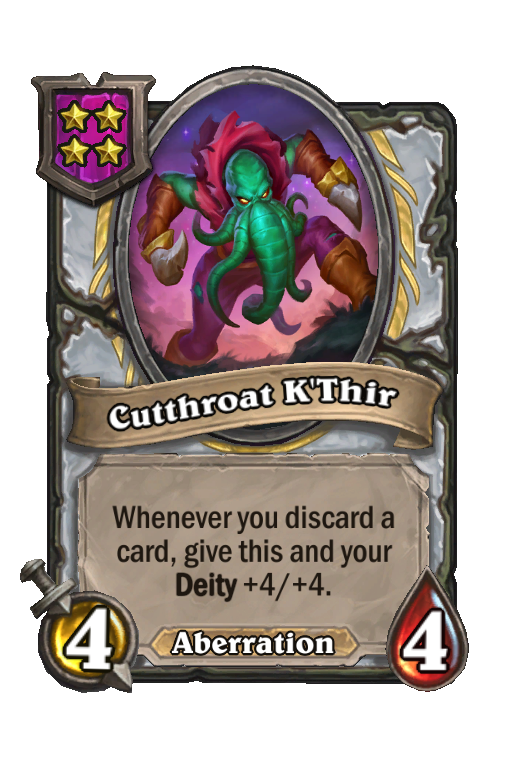 Cutthroat K'Thir
Whenever you discard a
card, give this and your
Deity +4/+4.
4
Aberration
4